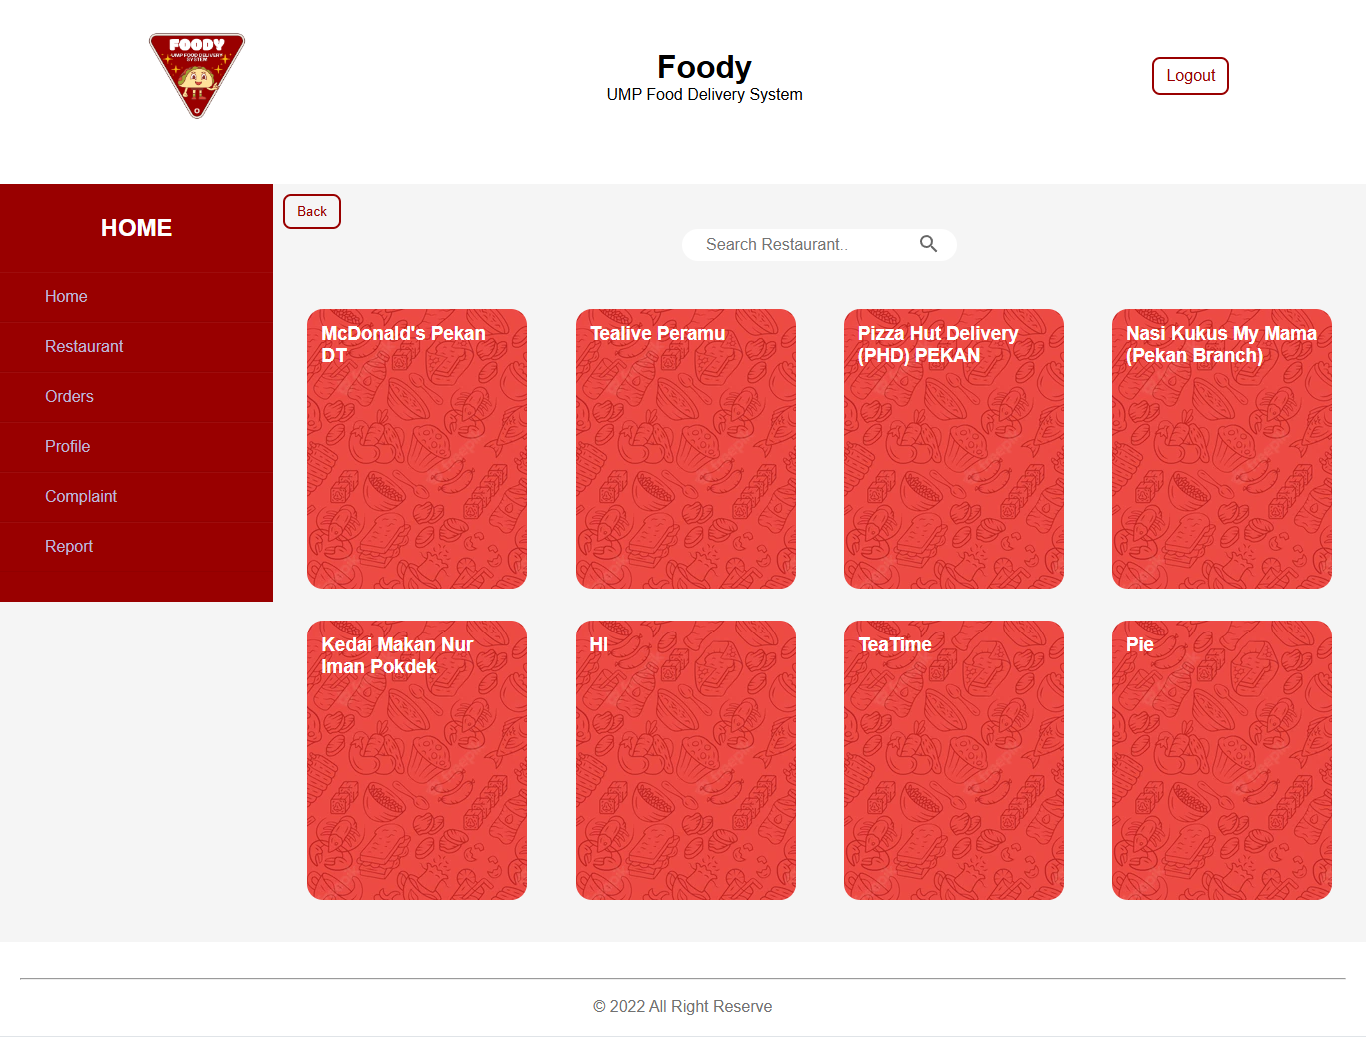 FOODY
UMP FOOD DELIVERY
SYSTEM
Foody
UMP Food Delivery System
Logout
HOME
Home
Restaurant
Orders
Profile
Complaint
Report
Back
Search Restaurant..
McDonald's Pekan
DT
Tealive Peramu
Pizza Hut Delivery
(PHD) PEKAN
Nasi Kukus My Mama
(Pekan Branch)
Kedai Makan Nur
Iman Pokdek
HI
TeaTime
Pie
© 2022 All Right Reserve